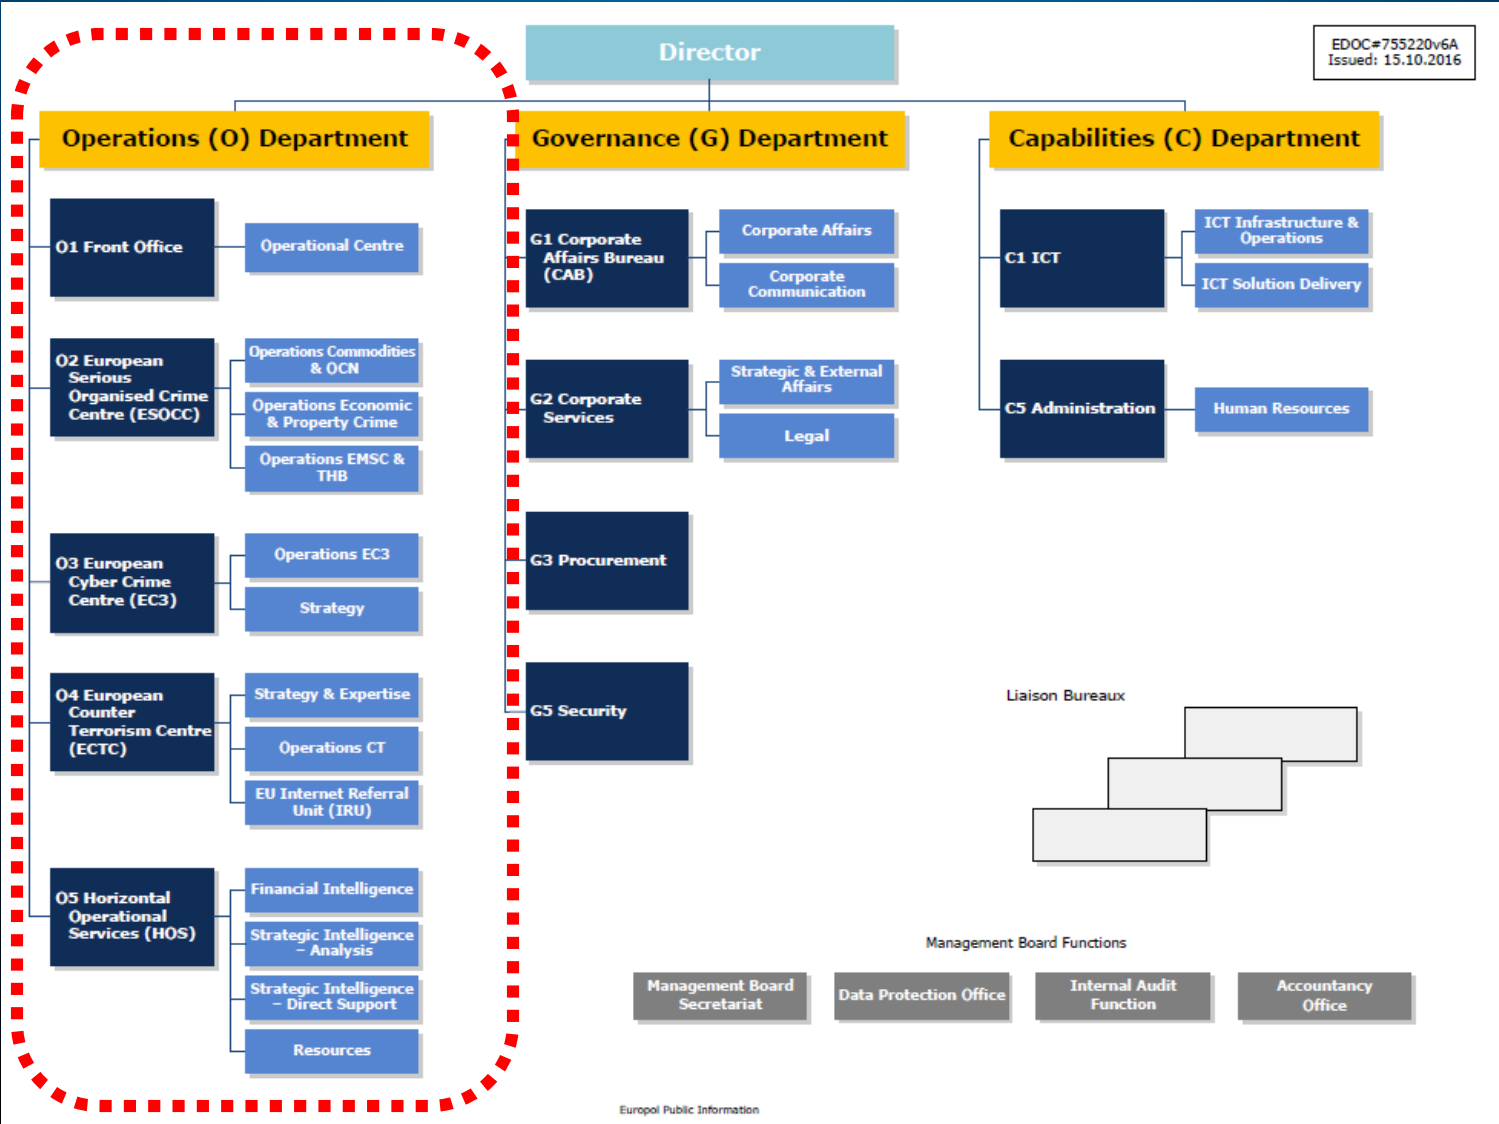 Director
EDOC#755220v6A
Issued: 15.10.2016
Operations (O) Department
Governance (G) Department
Capabilities (C) Department
O1 Front Office
Operational Centre
O2 European
Serious
Organised Crime
Centre (ESOCC)
Operations Commodities
& OCN
Operations Economic
& Property Crime
Operations EMSC &
THB
O3 European
Cyber Crime
Centre (EC3)
Operations EC3
Strategy
O4 European
Counter
Terrorism Centre
(ECTC)
Strategy & Expertise
Operations CT
EU Internet Referral
Unit (IRU)
O5 Horizontal
Operational
Services (HOS)
Financial Intelligence
Strategic Intelligence
– Analysis
Strategic Intelligence
– Direct Support
Resources
G1 Corporate
Affairs Bureau
(CAB)
Corporate Affairs
Corporate
Communication
G2 Corporate
Services
Strategic & External
Affairs
Legal
G3 Procurement
G5 Security
C1 ICT
ICT Infrastructure &
Operations
ICT Solution Delivery
C5 Administration
Human Resources
Liaison Bureaux
Management Board Functions
Management Board
Secretariat
Data Protection Office
Internal Audit
Function
Accountancy
Office
Europol Public Information